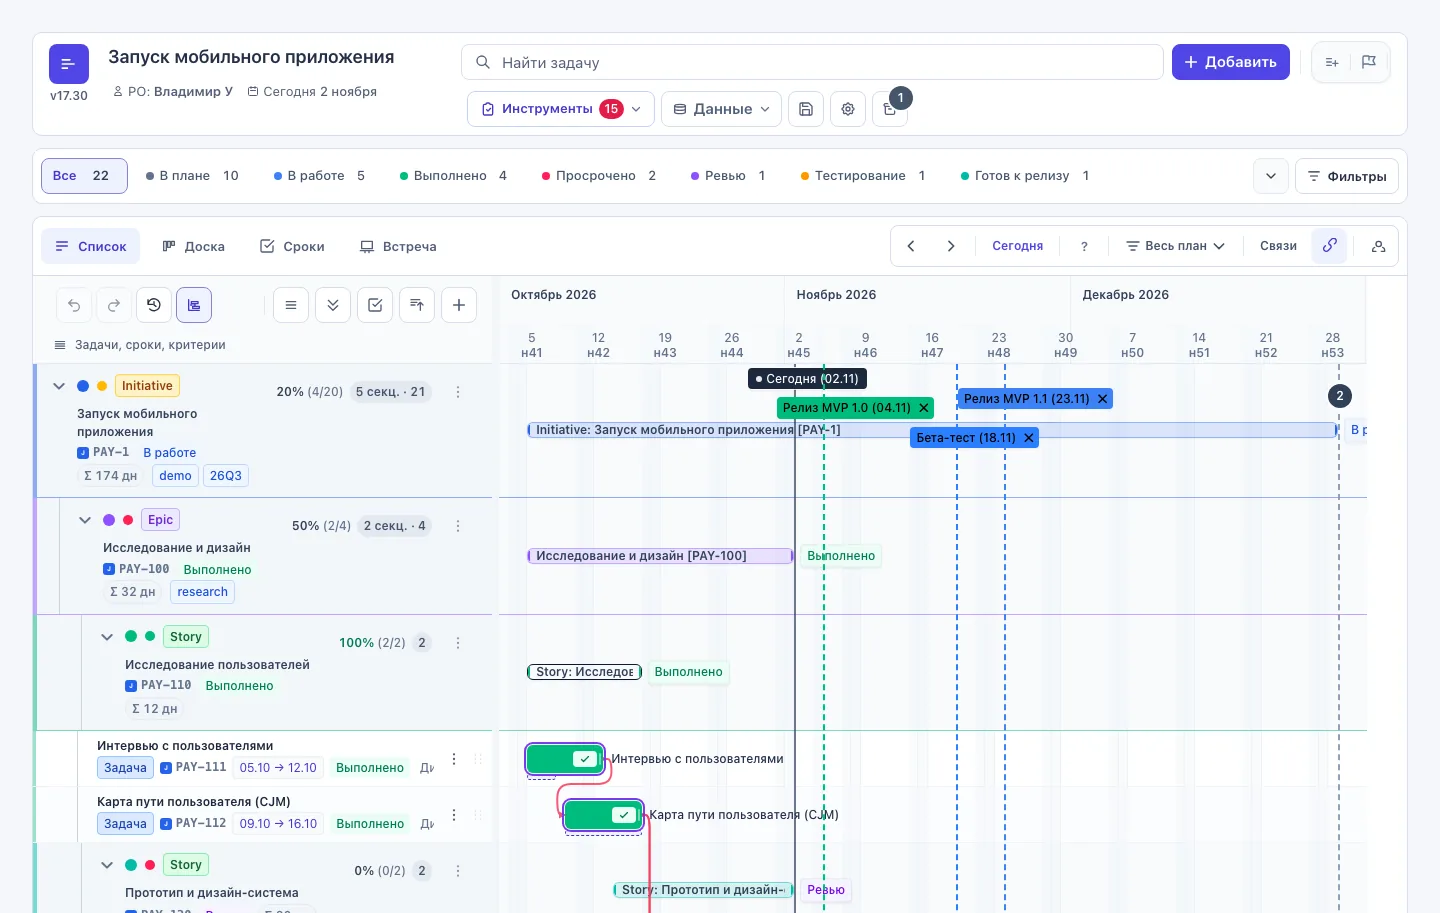 Запуск мобильного приложения
v17.30
PO: Владимир У
Сегодня 2 ноября
Найти задачу
Добавить
Инструменты 15
Данные
1
Все 22
В плане 10
В работе 5
Выполнено 4
Просрочено 2
Ревью 1
Тестирование 1
Готов к релизу 1
Фильтры
Список
Доска
Сроки
Встреча
Сегодня
?
Весь план
Связи
Задачи, сроки, критерии
Октябрь 2026
Ноябрь 2026
Декабрь 2026
5 12 19 26 2 9 16 23 30 7 14 21 28
н41 н42 н43 н44 н45 н46 н47 н48 н49 н50 н51 н52 н53
Initiative
20% (4/20)
5 секц. · 21
Запуск мобильного
приложения
PAY-1 В работе
Σ 174 дн demo 26Q3
Сегодня (02.11)
Релиз MVP 1.0 (04.11) ×
Релиз MVP 1.1 (23.11) ×
2
Initiative: Запуск мобильного приложения [PAY-1]
Бета-тест (18.11) ×
Epic
50% (2/4)
2 секц. · 4
Исследование и дизайн
PAY-100 Выполнено
Σ 32 дн research
Исследование и дизайн [PAY-100]
Выполнено
Story
100% (2/2)
2
Исследование пользователей
PAY-110 Выполнено
Σ 12 дн
Story: Исследов
Выполнено
Интервью с пользователями
Задача PAY-111 05.10 → 12.10 Выполнено
Интервью с пользователями
Карта пути пользователя (CJM)
Задача PAY-112 09.10 → 16.10 Выполнено
Карта пути пользователя (CJM)
Story
0% (0/2)
2
Прототип и дизайн-система
Story: Прототип и дизайн-
Ревью